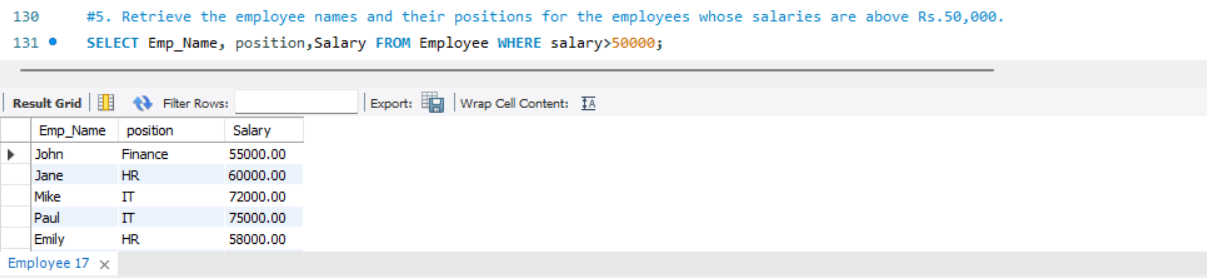 130 #5. Retrieve the employee names and their positions for the employees whose salaries are above Rs.50,000.
131 SELECT Emp_Name, position,Salary FROM Employee WHERE salary>50000;
Result Grid Filter Rows: Export: Wrap Cell Content: IA
Emp_Name position Salary
John Finance 55000.00
Jane HR 60000.00
Mike IT 72000.00
Paul IT 75000.00
Emily HR 58000.00
Employee 17 ×